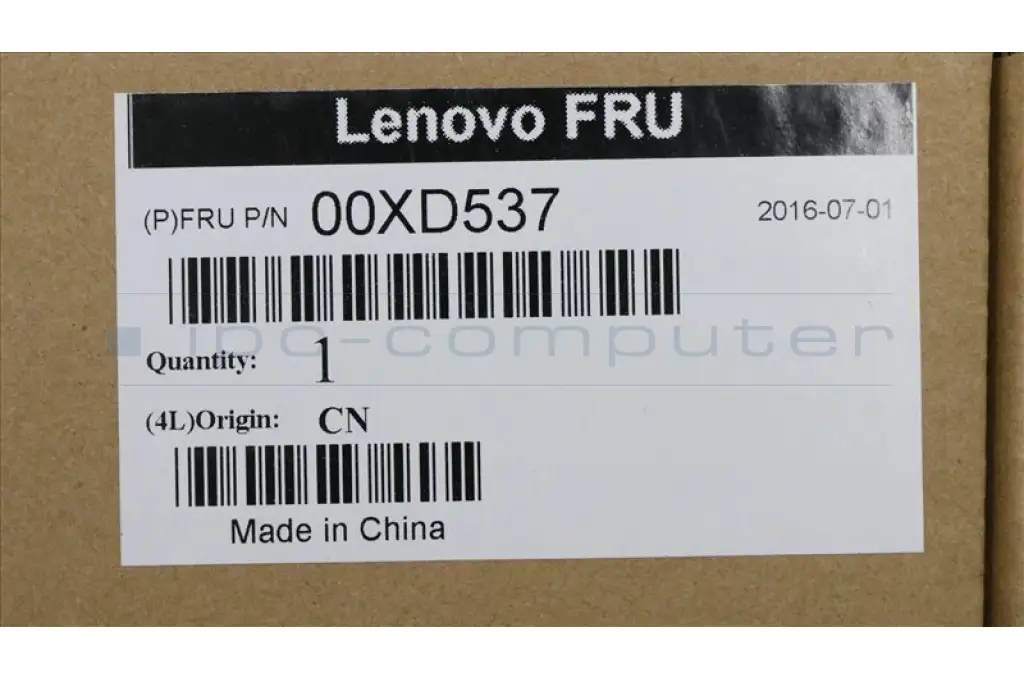 Lenovo FRU
(P)FRU P/N 00XD537 2016-07-01
ipc-computer
Quantity: 1
(4L)Origin: CN
Made in China